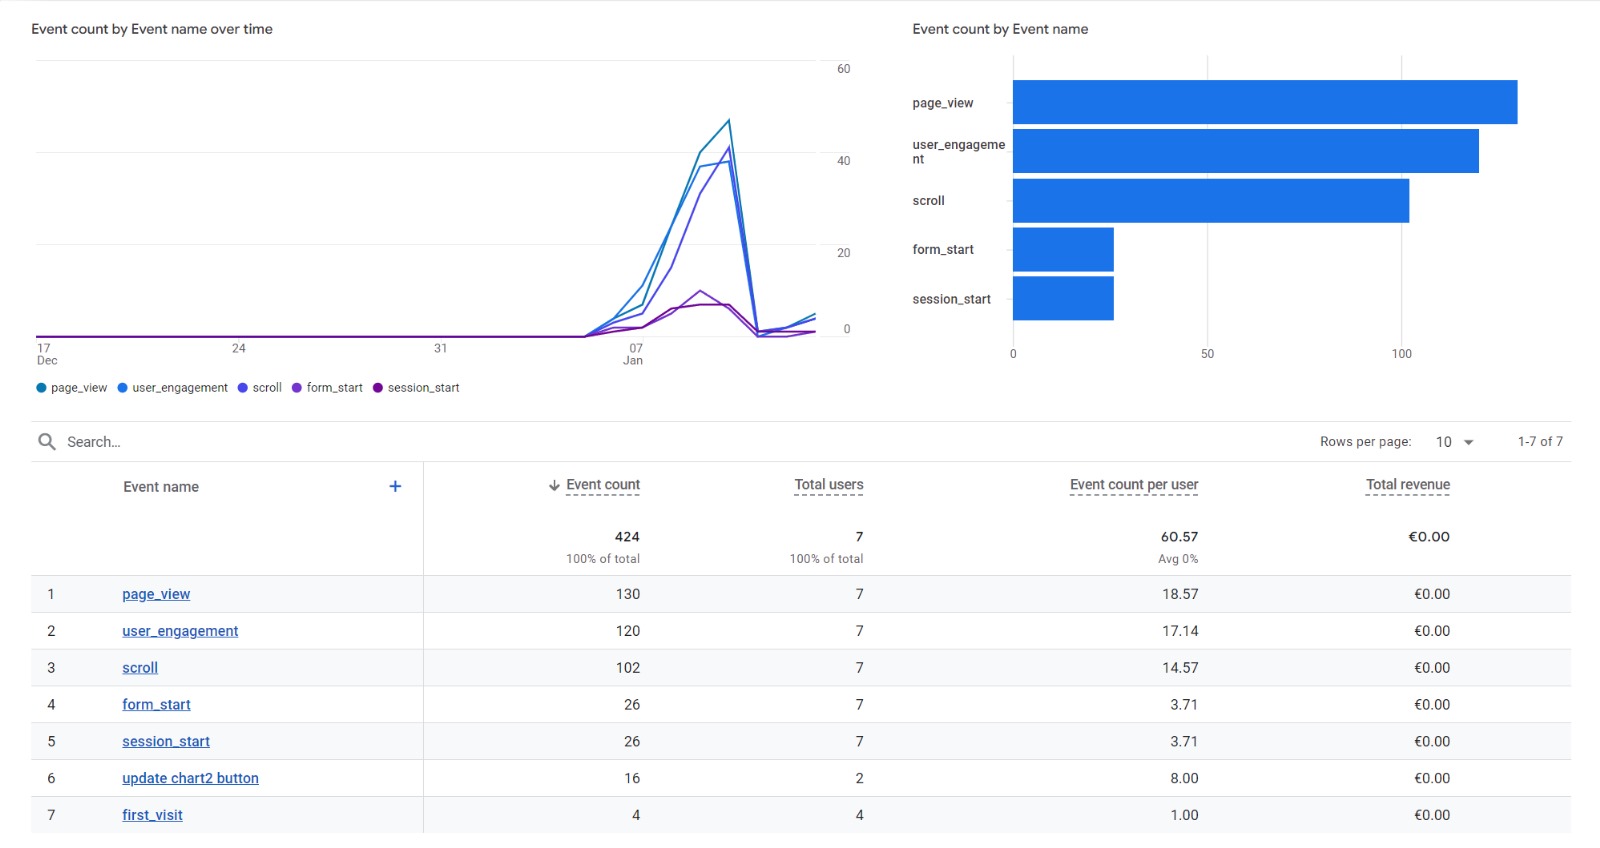 Event count by Event name over time
60
40
20
0
17
Dec
24
31
07
Jan
page_view
user_engagement
scroll
form_start
session_start
Event count by Event name
page_view
user_engageme
nt
scroll
form_start
session_start
0
50
100
Search...
Rows per page: 10 1-7 of 7
Event name + ↓ Event count Total users Event count per user Total revenue
424 7 60.57 €0.00
100% of total 100% of total Avg 0%
1 page_view 130 7 18.57 €0.00
2 user_engagement 120 7 17.14 €0.00
3 scroll 102 7 14.57 €0.00
4 form_start 26 7 3.71 €0.00
5 session_start 26 7 3.71 €0.00
6 update chart2 button 16 2 8.00 €0.00
7 first_visit 4 4 1.00 €0.00